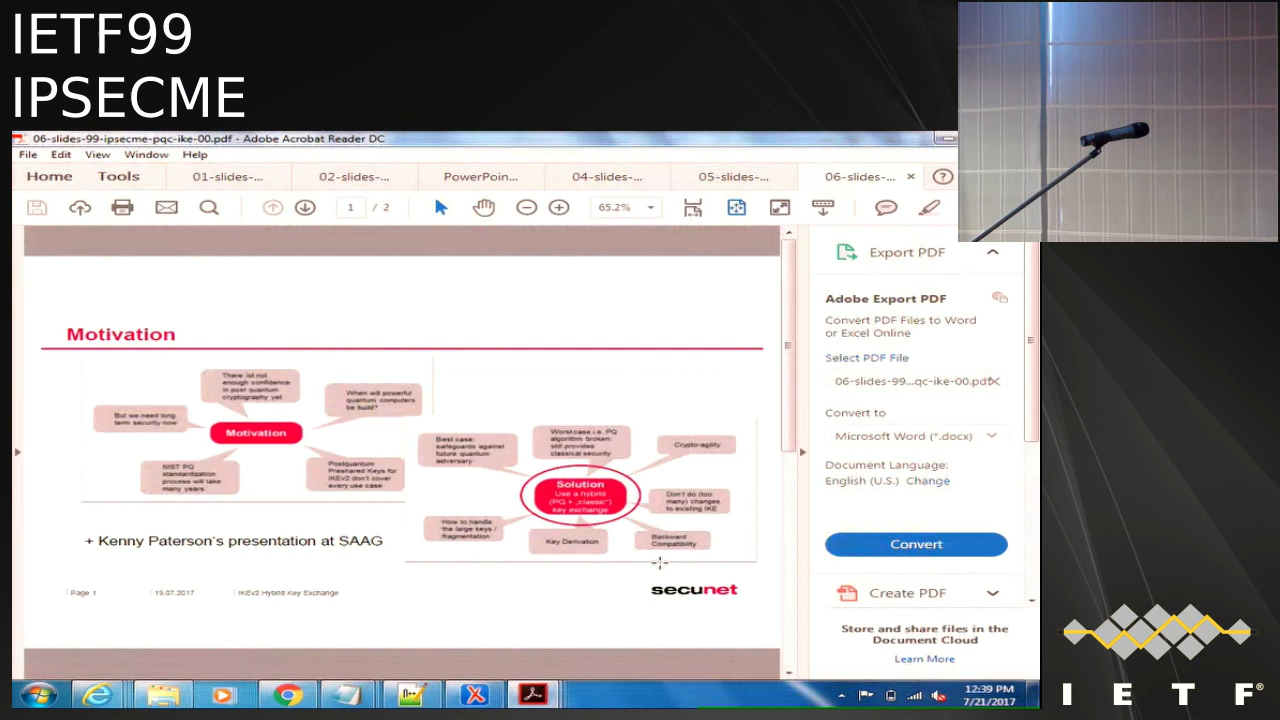 IETF99
IPSECME
06-slides-99-ipsecme-pqc-ike-00.pdf - Adobe Acrobat Reader DC
File Edit View Window Help
Home Tools 01-slides-... 02-slides-... PowerPoin... 04-slides-... 05-slides-... 06-slides-... ×
1 / 2 65.2%
Export PDF
Adobe Export PDF
Convert PDF Files to Word
or Excel Online
Select PDF File
06-slides-99...qc-ike-00.pdf
Convert to
Microsoft Word (*.docx)
Document Language:
English (U.S.) Change
Convert
Create PDF
Store and share files in the
Document Cloud
Learn More
Motivation
There ist not
enough confidence
in post quantum
cryptography yet
When will powerful
quantum computers
be build?
But we need long
term security now
Motivation
NIST PQ
standardization
process will take
many years
Postquantum
Preshared Keys for
IKEv2 don't cover
every use case
Best case:
safeguards against
future quantum
adversary
Worst case i.e. PQ
algorithm broken:
still provides
classical security
Crypto-agility
Solution
Use a hybrid
(PQ + „classic")
key exchange
Don't do (too
many) changes
to existing IKE
How to handle
the large keys /
fragmentation
Key Derivation
Backward
Compatibility
+ Kenny Paterson's presentation at SAAG
Page 1 19.07.2017 IKEv2 Hybrid Key Exchange
secunet
12:39 PM
7/21/2017
I E T F®